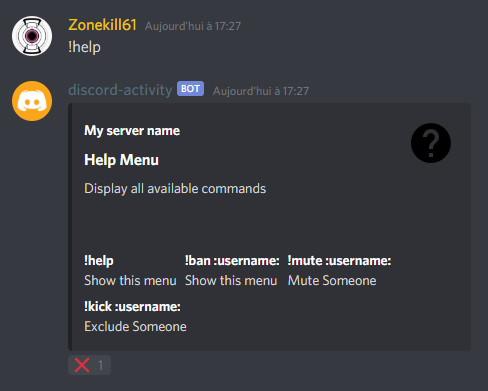 Zonekill61 Aujourd'hui à 17:27
!help
discord-activity BOT Aujourd'hui à 17:27
My server name
Help Menu
Display all available commands
!help !ban :username: !mute :username:
Show this menu Show this menu Mute Someone
!kick :username:
Exclude Someone
1